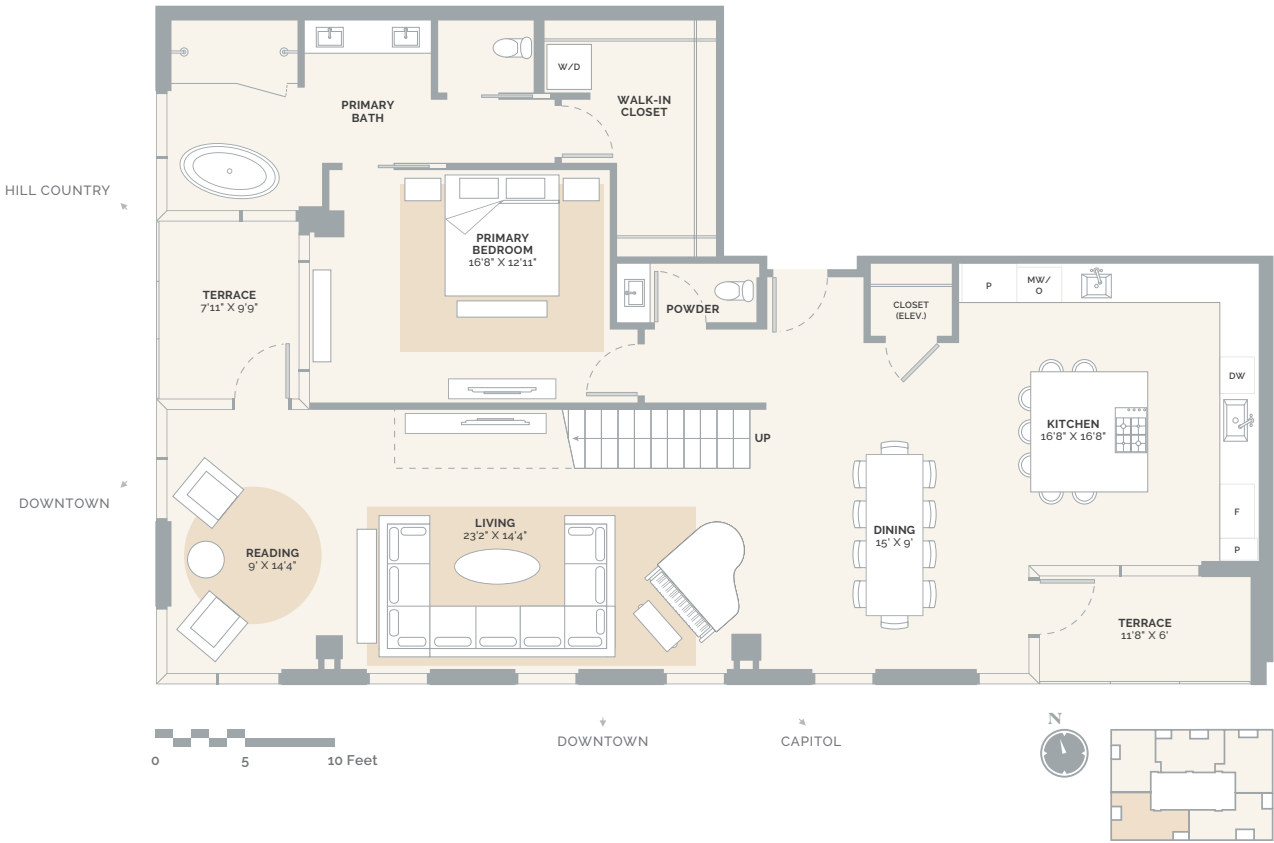 W/D
PRIMARY
BATH
WALK-IN
CLOSET
HILL COUNTRY
PRIMARY
BEDROOM
16'8" X 12'11"
TERRACE
7'11" X 9'9"
POWDER
CLOSET
(ELEV.)
P
MW/
O
DW
KITCHEN
16'8" X 16'8"
UP
DOWNTOWN
READING
9' X 14'4"
LIVING
23'2" X 14'4"
DINING
15' X 9'
F
P
TERRACE
11'8" X 6'
0 5 10 Feet
DOWNTOWN
CAPITOL
N